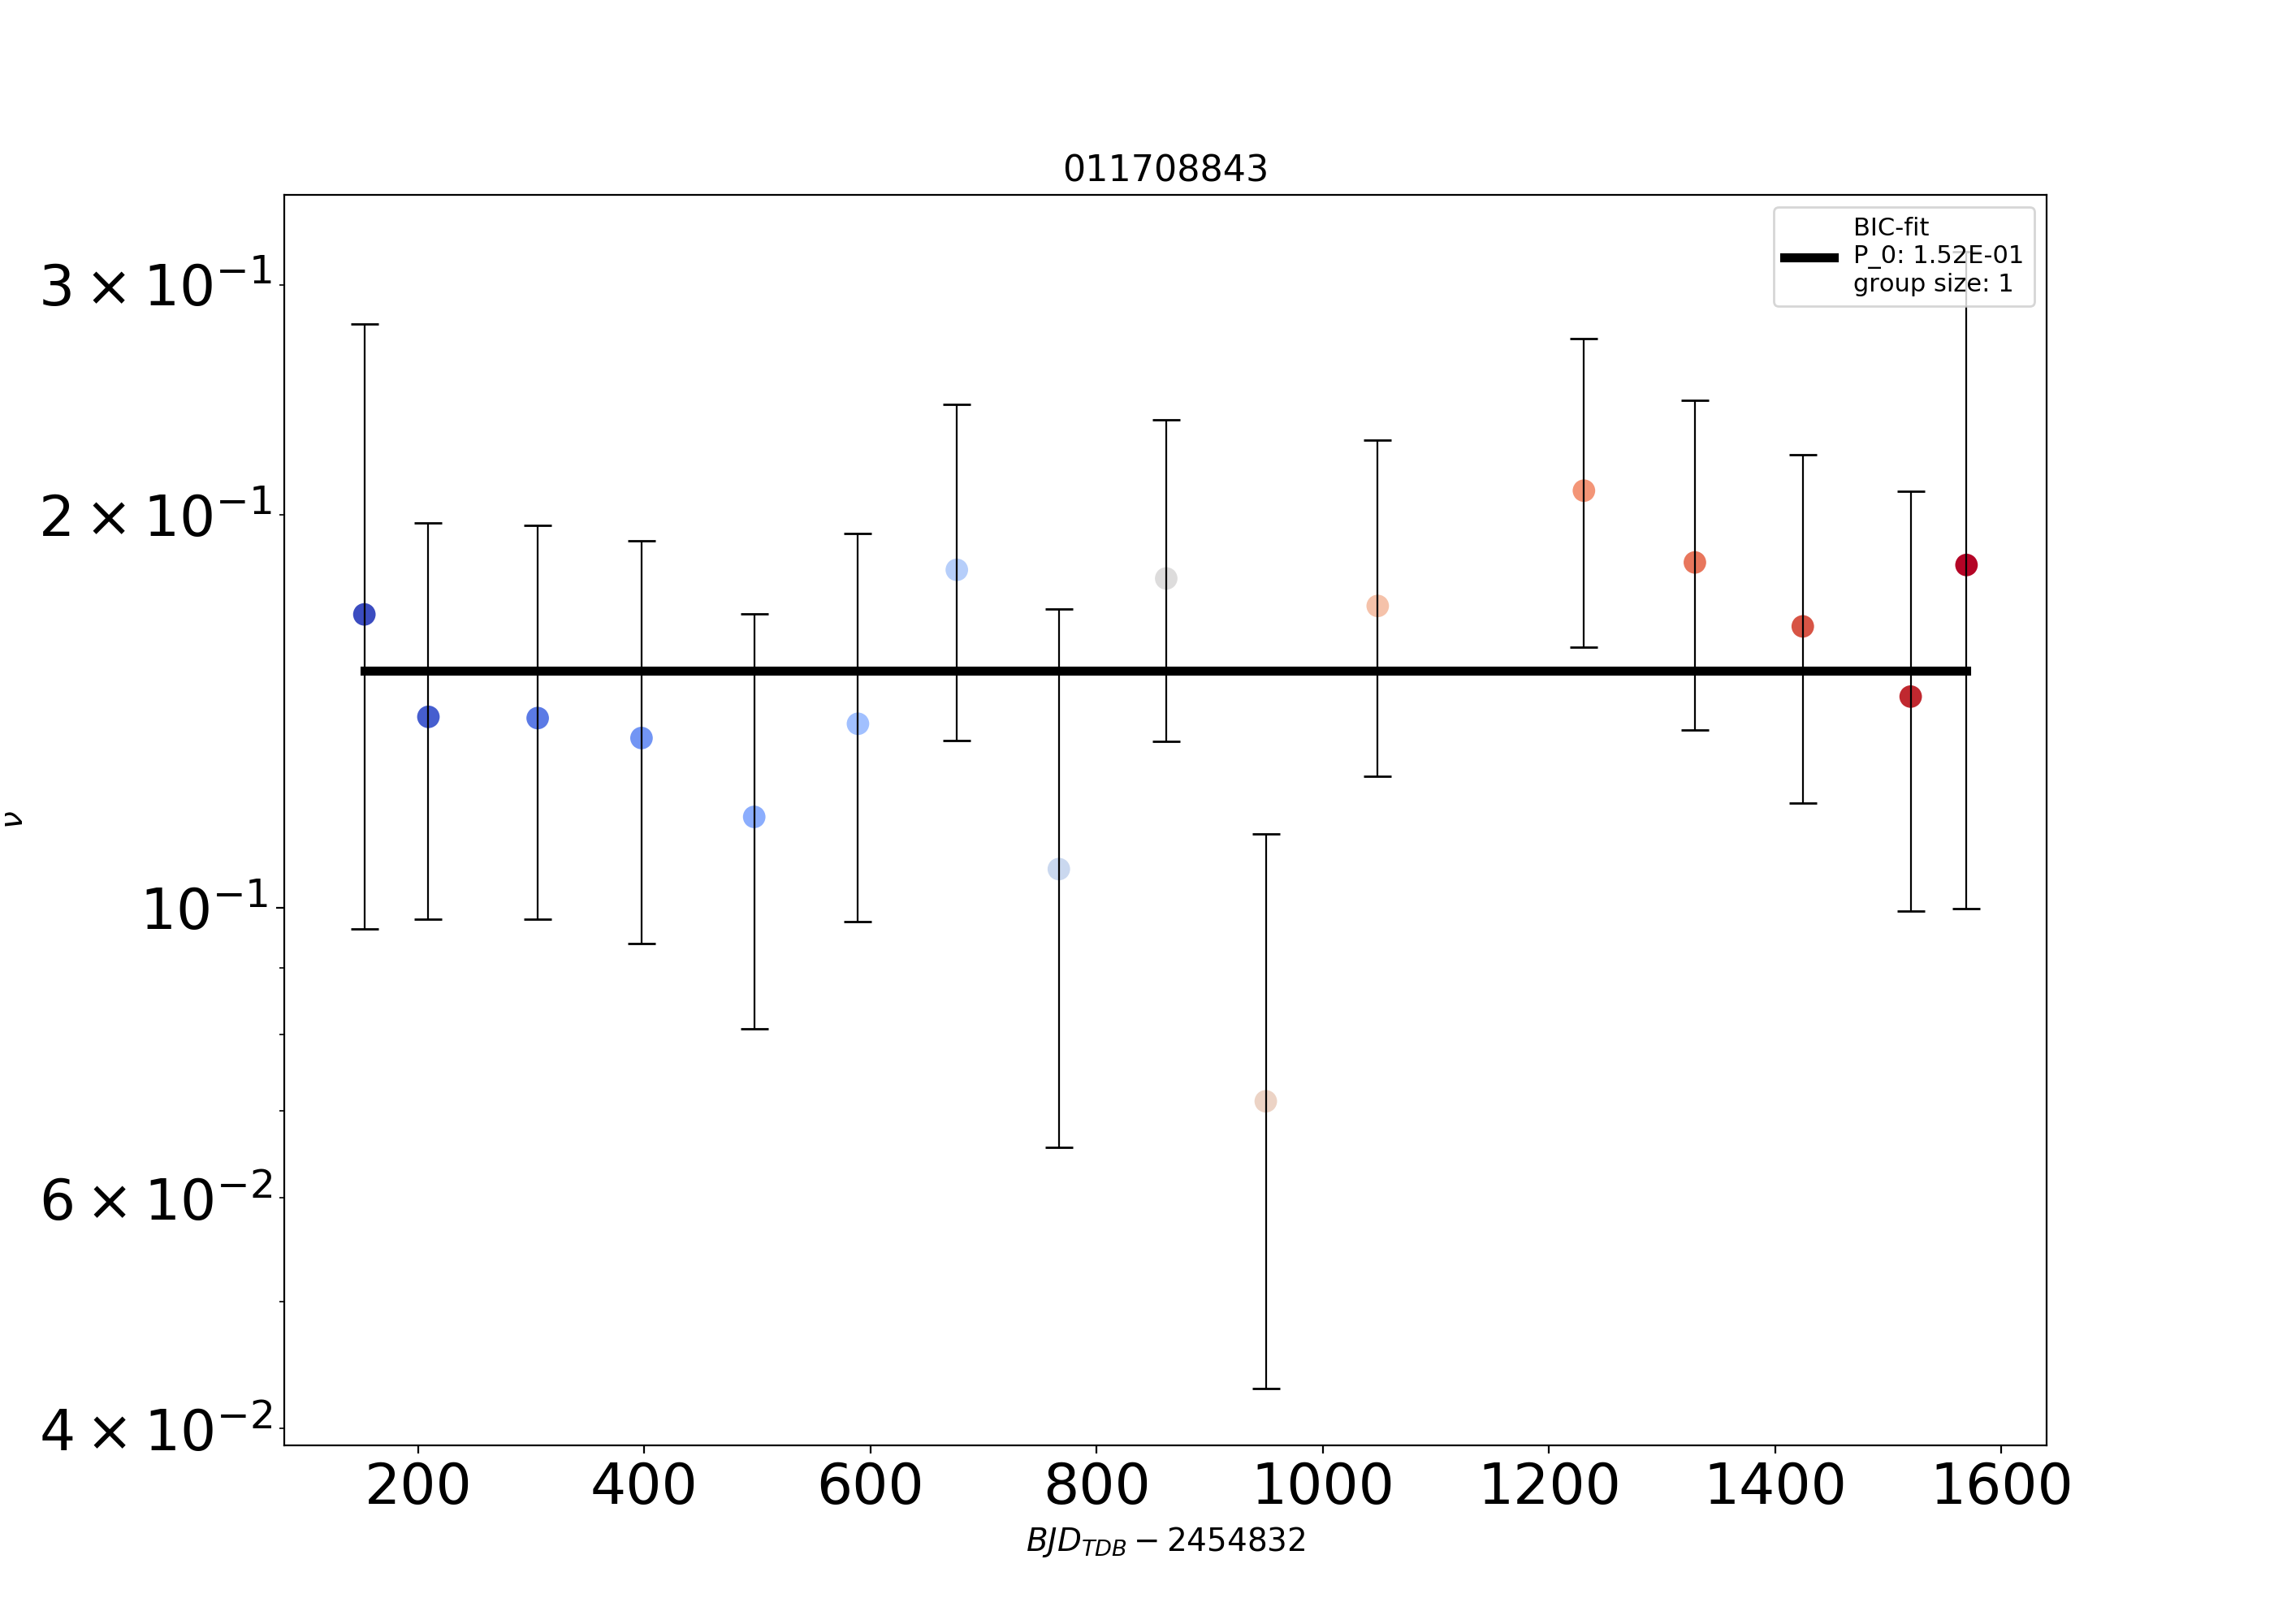 011708843
BIC-fit
P_0: 1.52E-01
group size: 1
3 × 10⁻¹
2 × 10⁻¹
10⁻¹
6 × 10⁻²
4 × 10⁻²
ν
200 400 600 800 1000 1200 1400 1600
BJD_TDB − 2454832